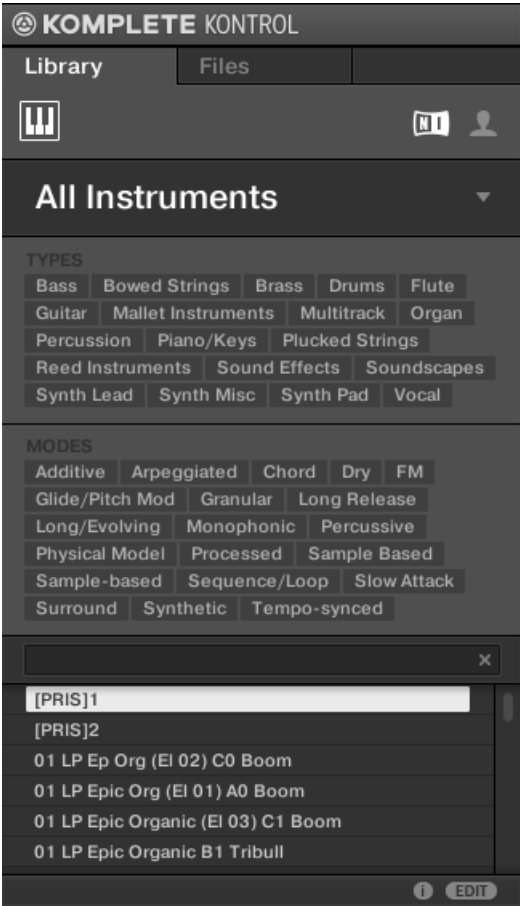 KOMPLETE KONTROL
Library Files
NI
All Instruments
TYPES
Bass Bowed Strings Brass Drums Flute
Guitar Mallet Instruments Multitrack Organ
Percussion Piano/Keys Plucked Strings
Reed Instruments Sound Effects Soundscapes
Synth Lead Synth Misc Synth Pad Vocal
MODES
Additive Arpeggiated Chord Dry FM
Glide/Pitch Mod Granular Long Release
Long/Evolving Monophonic Percussive
Physical Model Processed Sample Based
Sample-based Sequence/Loop Slow Attack
Surround Synthetic Tempo-synced
[PRIS]1
[PRIS]2
01 LP Ep Org (El 02) C0 Boom
01 LP Epic Org (El 01) A0 Boom
01 LP Epic Organic (El 03) C1 Boom
01 LP Epic Organic B1 Tribull
i EDIT